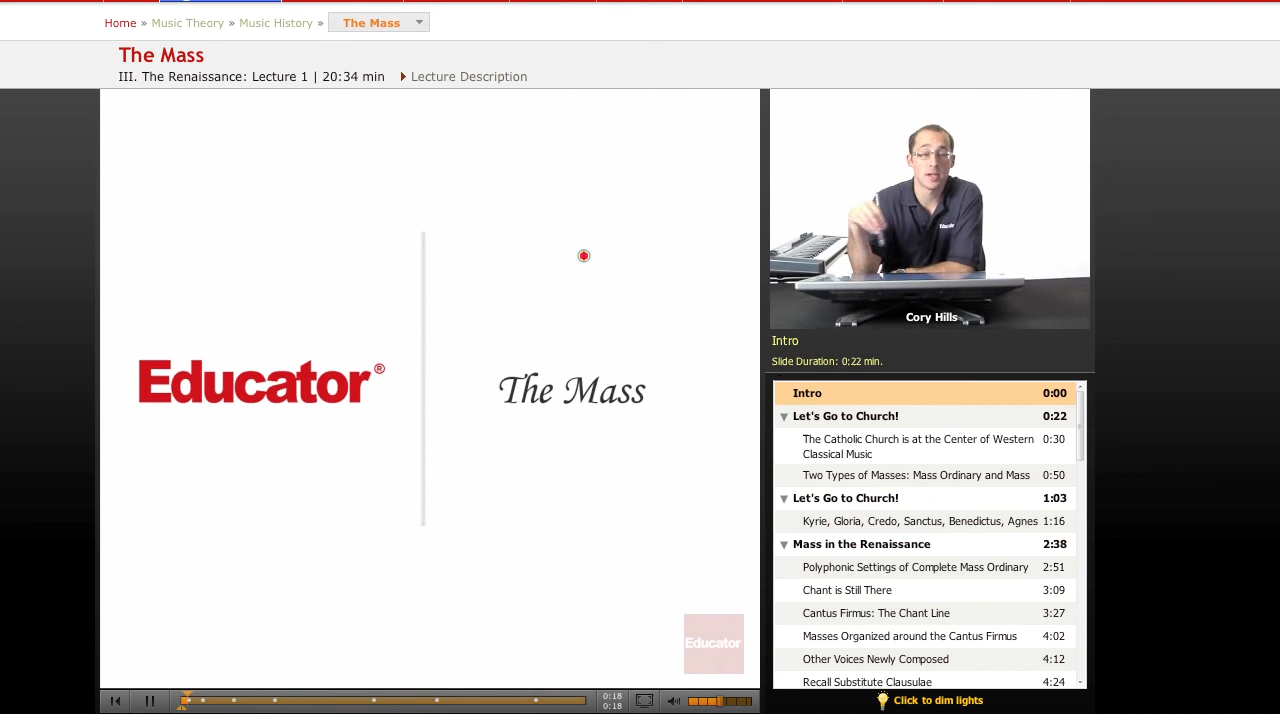 Home » Music Theory » Music History » The Mass
The Mass
III. The Renaissance: Lecture 1 | 20:34 min Lecture Description
Educator®
The Mass
Educator
Educator
Cory Hills
Intro
Slide Duration: 0:22 min.
Intro 0:00
Let's Go to Church! 0:22
The Catholic Church is at the Center of Western
Classical Music 0:30
Two Types of Masses: Mass Ordinary and Mass 0:50
Let's Go to Church! 1:03
Kyrie, Gloria, Credo, Sanctus, Benedictus, Agnes 1:16
Mass in the Renaissance 2:38
Polyphonic Settings of Complete Mass Ordinary 2:51
Chant is Still There 3:09
Cantus Firmus: The Chant Line 3:27
Masses Organized around the Cantus Firmus 4:02
Other Voices Newly Composed 4:12
Recall Substitute Clausulae 4:24
0:18
0:18
Click to dim lights